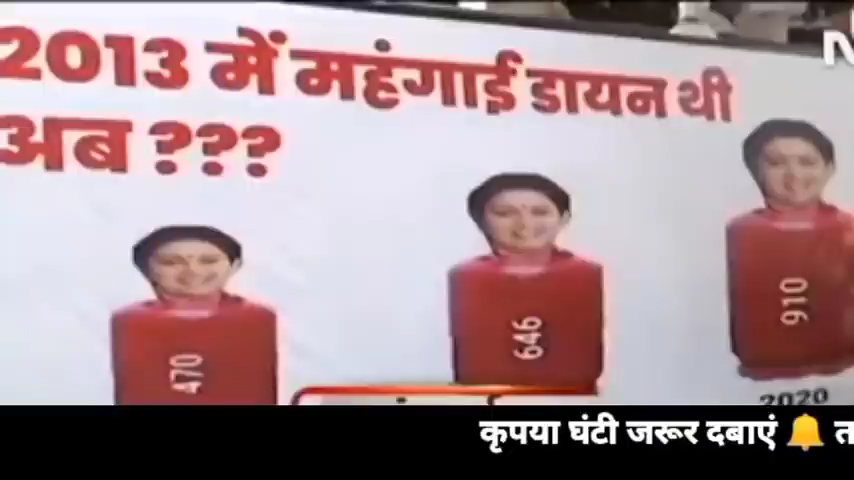 2013 में महंगाई डायन थी
अब ???
470
646
910
2020
कृपया घंटी जरूर दबाएं 🔔